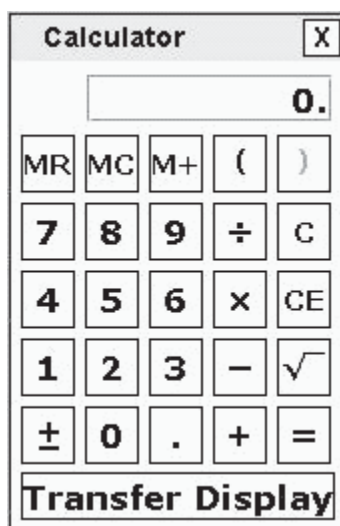 Calculator X
0.
MR MC M+ ( )
7 8 9 ÷ C
4 5 6 × CE
1 2 3 − √
± 0 . + =
Transfer Display